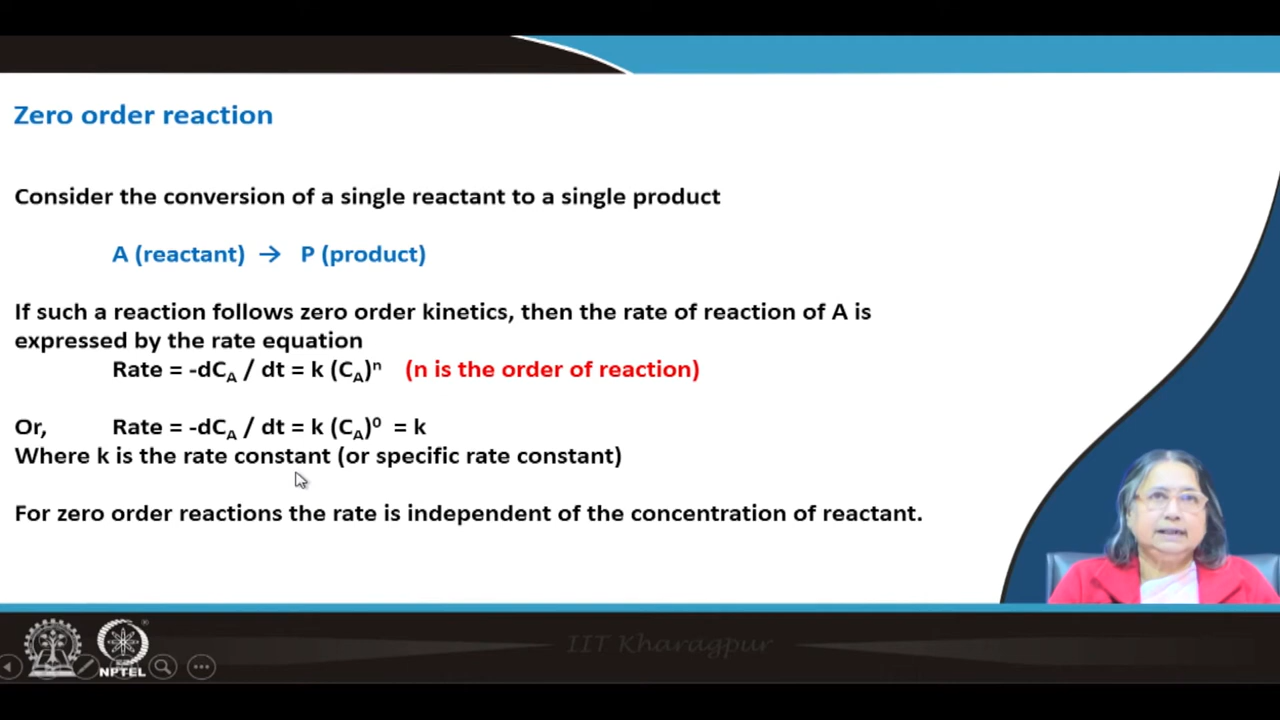 Zero order reaction
Consider the conversion of a single reactant to a single product
A (reactant) → P (product)
If such a reaction follows zero order kinetics, then the rate of reaction of A is
expressed by the rate equation
Rate = -dC_A / dt = k (C_A)ⁿ (n is the order of reaction)
Or, Rate = -dC_A / dt = k (C_A)⁰ = k
Where k is the rate constant (or specific rate constant)
For zero order reactions the rate is independent of the concentration of reactant.
IIT Kharagpur
NPTEL